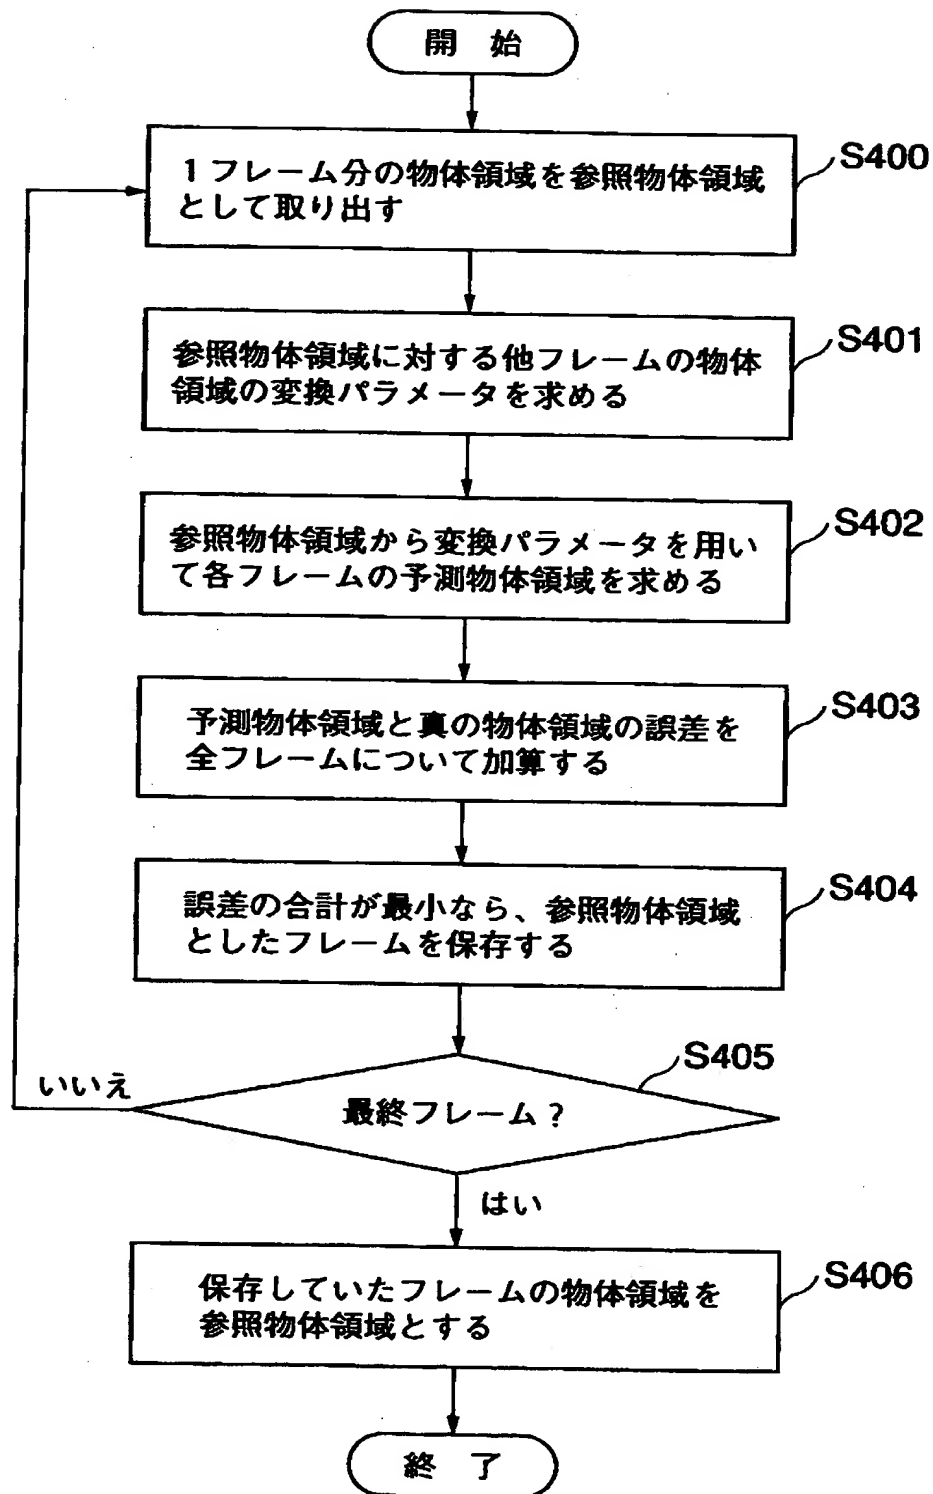 開 始
S400
1フレーム分の物体領域を参照物体領域
として取り出す
S401
参照物体領域に対する他フレームの物体
領域の変換パラメータを求める
S402
参照物体領域から変換パラメータを用い
て各フレームの予測物体領域を求める
S403
予測物体領域と真の物体領域の誤差を
全フレームについて加算する
S404
誤差の合計が最小なら、参照物体領域
としたフレームを保存する
S405
いいえ
最終フレーム?
はい
S406
保存していたフレームの物体領域を
参照物体領域とする
終 了